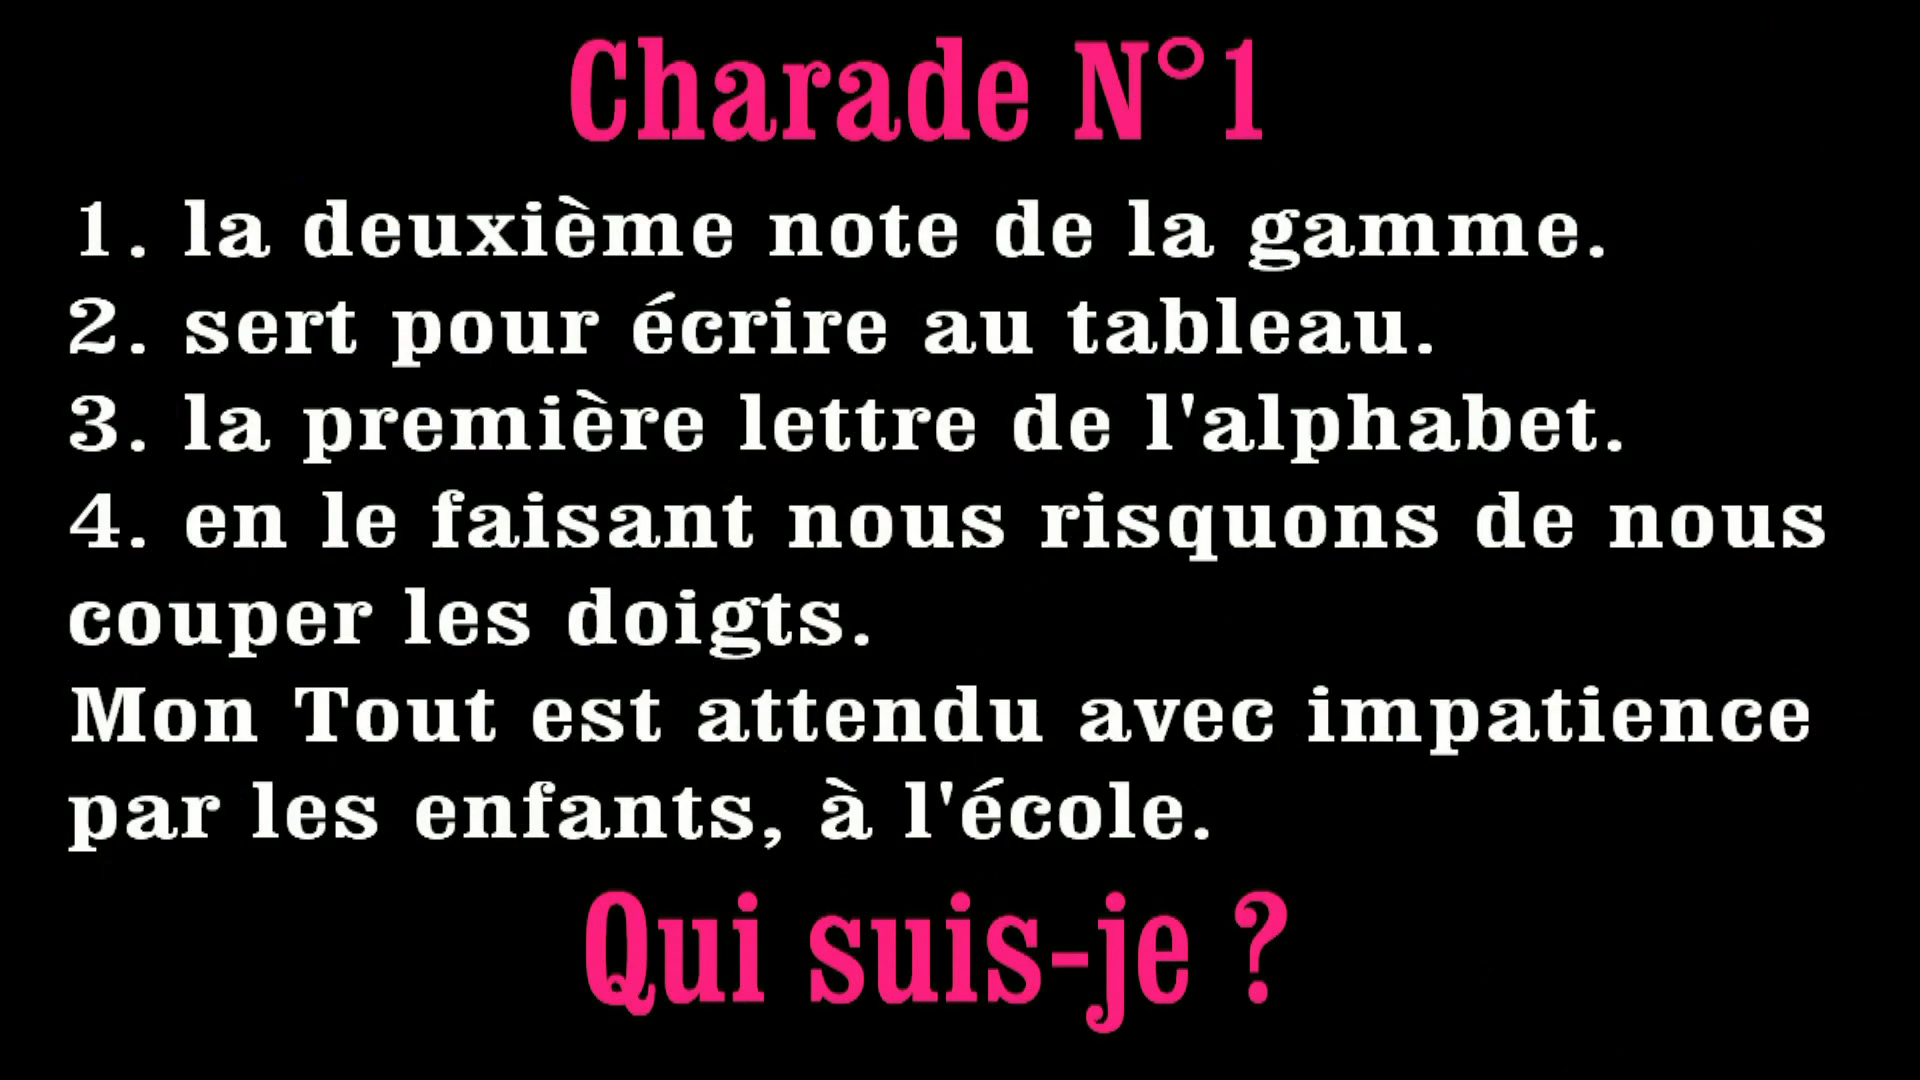 Charade N°1
1. la deuxième note de la gamme.
2. sert pour écrire au tableau.
3. la première lettre de l'alphabet.
4. en le faisant nous risquons de nous
couper les doigts.
Mon Tout est attendu avec impatience
par les enfants, à l'école.
Qui suis-je ?